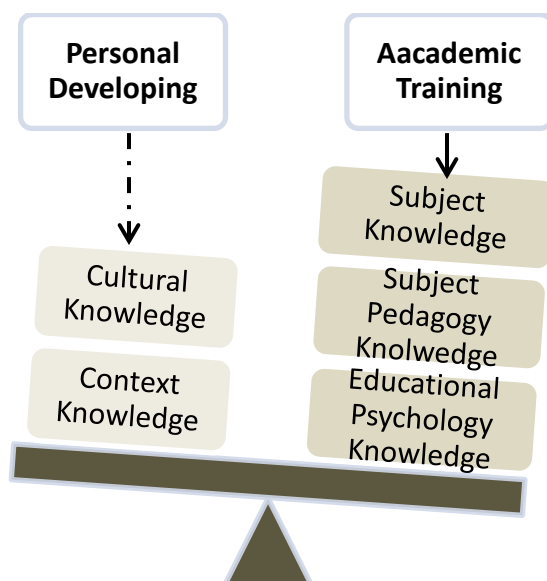 Personal
Developing
Aacademic
Training
Cultural
Knowledge
Context
Knowledge
Subject
Knowledge
Subject
Pedagogy
Knolwedge
Educational
Psychology
Knowledge